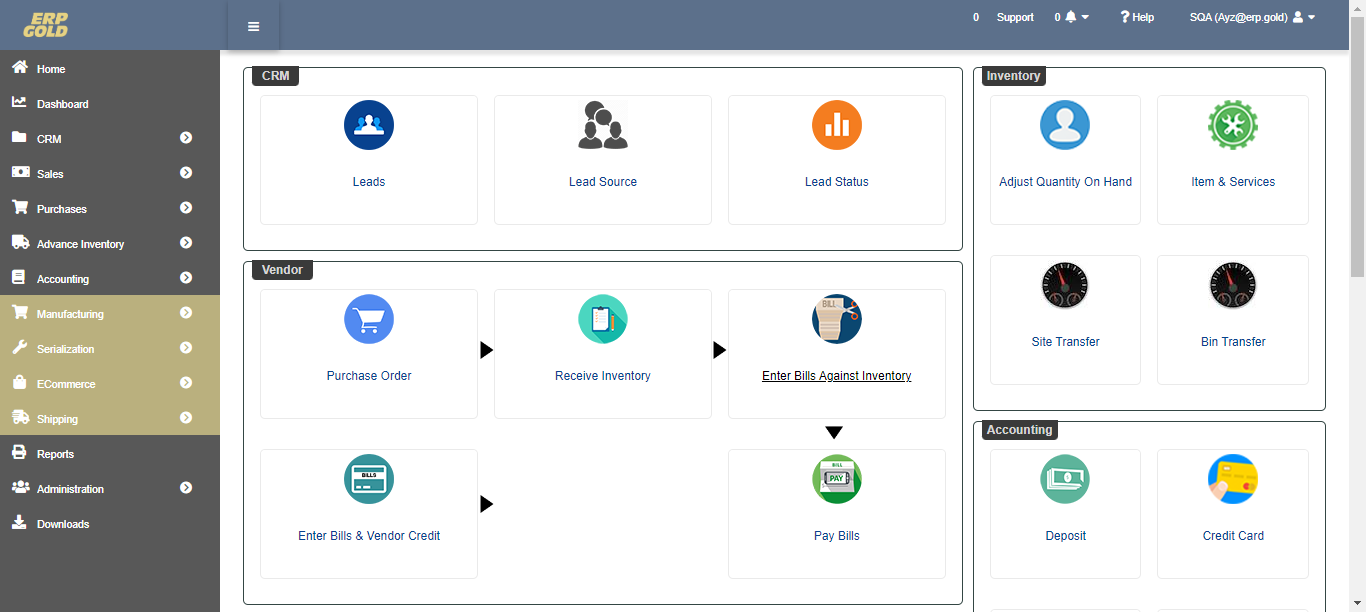 ERP
GOLD
0 Support 0 Help SQA (Ayz@erp.gold)
Home
Dashboard
CRM
Sales
Purchases
Advance Inventory
Accounting
Manufacturing
Serialization
ECommerce
Shipping
Reports
Administration
Downloads
CRM
Leads
Lead Source
Lead Status
Vendor
Purchase Order
Receive Inventory
BILL
Enter Bills Against Inventory
BILLS
Enter Bills & Vendor Credit
BILL
PAY
Pay Bills
Inventory
Adjust Quantity On Hand
Item & Services
Site Transfer
Bin Transfer
Accounting
Deposit
Credit Card